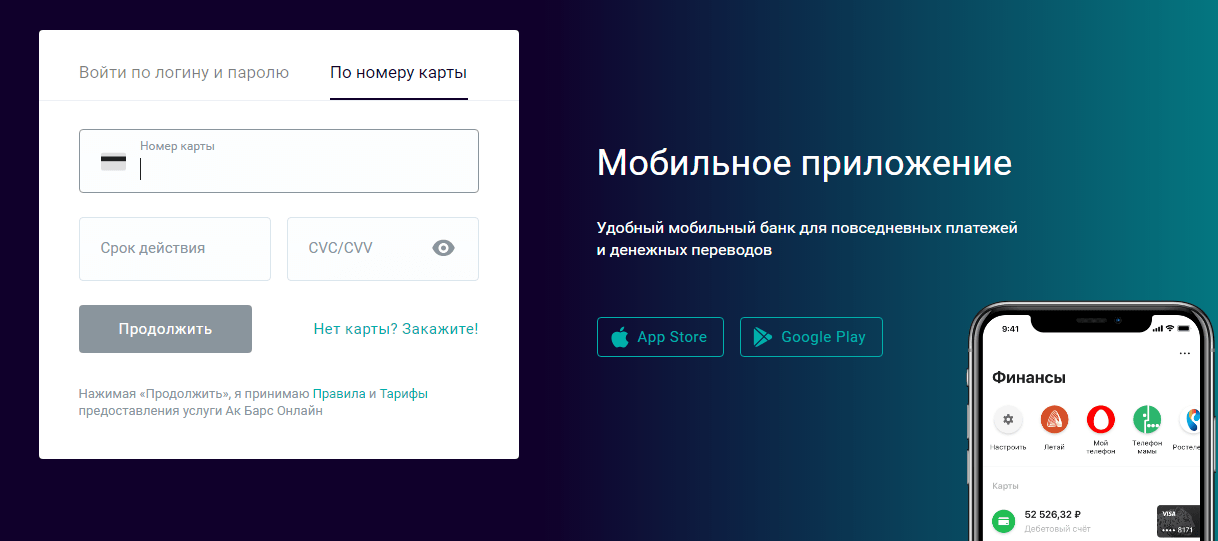 Войти по логину и паролю
По номеру карты
Номер карты
Срок действия
CVC/CVV
Продолжить
Нет карты? Закажите!
Нажимая «Продолжить», я принимаю Правила и Тарифы
предоставления услуги Ак Барс Онлайн
Мобильное приложение
Удобный мобильный банк для повседневных платежей
и денежных переводов
App Store
Google Play
9:41
Финансы
Настроить
Летай
Мой
телефон
Телефон
мамы
Ростеле
Карты
52 526,32 ₽
Дебетовый счёт
VISA
•••• 8171